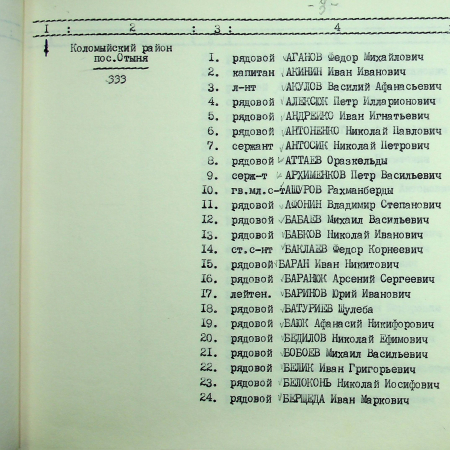 - 9 -
1 : 2 : 3 : 4
Коломыйский район
пос.Отыня
333
1. рядовой АГАНОВ Федор Михайлович
2. капитан АКИНИН Иван Иванович
3. л-нт АКУЛОВ Василий Афанасьевич
4. рядовой АЛЕКСЮК Петр Илларионович
5. рядовой АНДРЕЙКО Иван Игнатьевич
6. рядовой АНТОНЕНКО Николай Павлович
7. сержант АНТОСИК Николай Петрович
8. рядовой АТТАЕВ Оразкельды
9. серж-т АРХИМЕНКОВ Петр Васильевич
10. гв.мл.с-т АШУРОВ Рахманберды
11. рядовой АФОНИН Владимир Степанович
12. рядовой БАБАЕВ Михаил Васильевич
13. рядовой БАБКОВ Николай Иванович
14. ст.с-нт БАКЛАЕВ Федор Корнеевич
15. рядовой БАРАН Иван Никитович
16. рядовой БАРАНЮК Арсений Сергеевич
17. лейтен. БАРИНОВ Юрий Иванович
18. рядовой БАТУРИЕВ Шулеба
19. рядовой БАЮК Афанасий Никифорович
20. рядовой БЕДИЛОВ Николай Ефимович
21. рядовой БОБОЕВ Михаил Васильевич
22. рядовой БЕЛИК Иван Григорьевич
23. рядовой БЕЛОКОНЬ Николай Иосифович
24. рядовой БЕРЩЕДА Иван Маркович